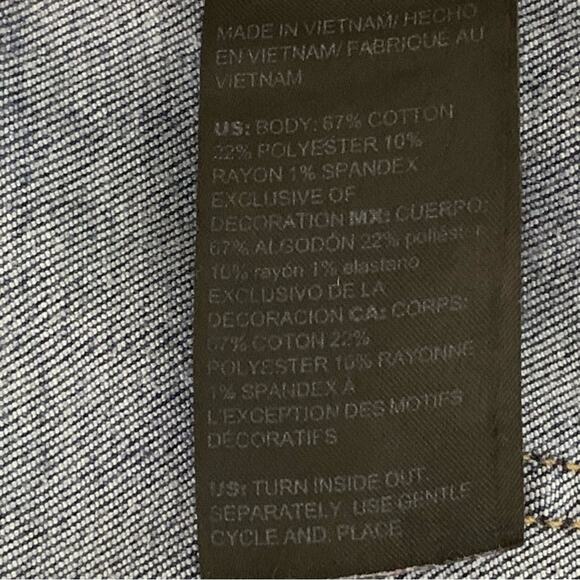 MADE IN VIETNAM/ HECHO
EN VIETNAM/ FABRIQUE AU
VIETNAM
US: BODY: 67% COTTON
22% POLYESTER 10%
RAYON 1% SPANDEX
EXCLUSIVE OF
DECORATION MX: CUERPO:
67% ALGODÓN 22% poliéster
10% rayón 1% elastano
EXCLUSIVO DE LA
DECORACION CA: CORPS:
67% COTON 22%
POLYESTER 10% RAYONNE
1% SPANDEX À
L'EXCEPTION DES MOTIFS
DÉCORATIFS
US: TURN INSIDE OUT.
SEPARATELY. USE GENTLE
CYCLE AND. PLACE